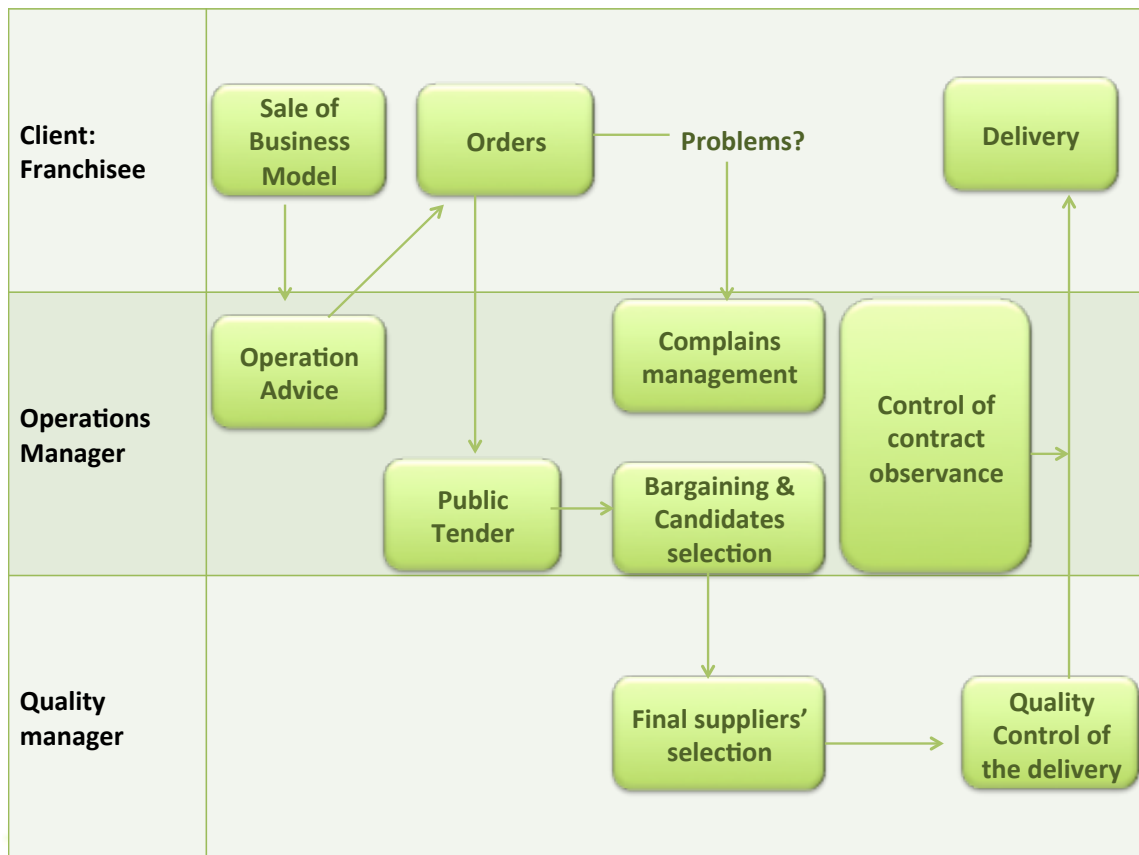 Client:
Franchisee
Sale of
Business
Model
Orders
Problems?
Delivery
Operations
Manager
Operation
Advice
Complains
management
Control of
contract
observance
Public
Tender
Bargaining &
Candidates
selection
Quality
manager
Final suppliers’
selection
Quality
Control of
the delivery